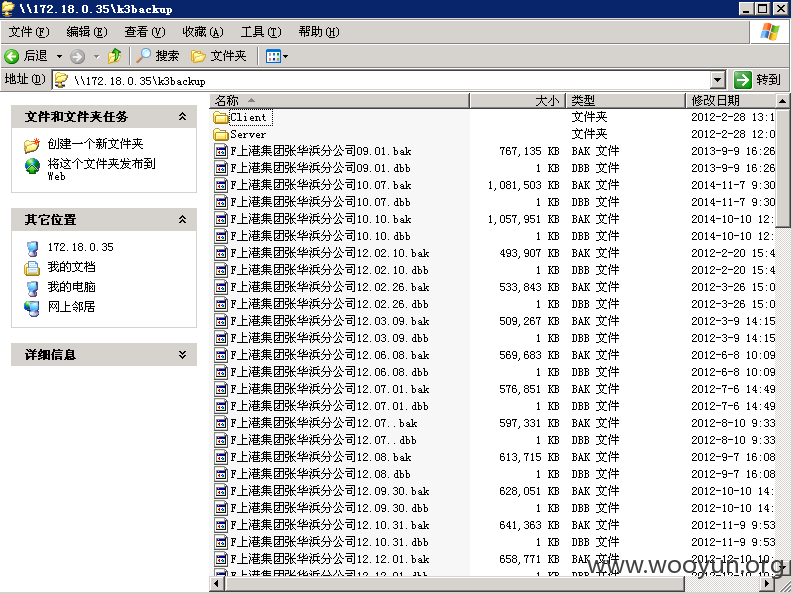 \\172.18.0.35\k3backup
文件(F) 编辑(E) 查看(V) 收藏(A) 工具(T) 帮助(H)
后退 搜索 文件夹
地址(D) \\172.18.0.35\k3backup 转到
文件和文件夹任务
创建一个新文件夹
将这个文件夹发布到
Web
其它位置
172.18.0.35
我的文档
我的电脑
网上邻居
详细信息
名称 大小 类型 修改日期
Client 文件夹 2012-2-28 13:1
Server 文件夹 2012-2-28 12:0
F上港集团张华浜分公司09.01.bak 767,135 KB BAK 文件 2013-9-9 16:26
F上港集团张华浜分公司09.01.dbb 1 KB DBB 文件 2013-9-9 16:26
F上港集团张华浜分公司10.07.bak 1,081,503 KB BAK 文件 2014-11-7 9:30
F上港集团张华浜分公司10.07.dbb 1 KB DBB 文件 2014-11-7 9:30
F上港集团张华浜分公司10.10.bak 1,057,951 KB BAK 文件 2014-10-10 12:
F上港集团张华浜分公司10.10.dbb 1 KB DBB 文件 2014-10-10 12:
F上港集团张华浜分公司12.02.10.bak 493,907 KB BAK 文件 2012-2-20 15:4
F上港集团张华浜分公司12.02.10.dbb 1 KB DBB 文件 2012-2-20 15:4
F上港集团张华浜分公司12.02.26.bak 533,843 KB BAK 文件 2012-3-26 15:0
F上港集团张华浜分公司12.02.26.dbb 1 KB DBB 文件 2012-3-26 15:0
F上港集团张华浜分公司12.03.09.bak 509,267 KB BAK 文件 2012-3-9 14:15
F上港集团张华浜分公司12.03.09.dbb 1 KB DBB 文件 2012-3-9 14:15
F上港集团张华浜分公司12.06.08.bak 569,683 KB BAK 文件 2012-6-8 10:09
F上港集团张华浜分公司12.06.08.dbb 1 KB DBB 文件 2012-6-8 10:09
F上港集团张华浜分公司12.07.01.bak 576,851 KB BAK 文件 2012-7-6 14:49
F上港集团张华浜分公司12.07.01.dbb 1 KB DBB 文件 2012-7-6 14:49
F上港集团张华浜分公司12.07..bak 597,331 KB BAK 文件 2012-8-10 9:33
F上港集团张华浜分公司12.07..dbb 1 KB DBB 文件 2012-8-10 9:33
F上港集团张华浜分公司12.08.bak 613,715 KB BAK 文件 2012-9-7 16:08
F上港集团张华浜分公司12.08.dbb 1 KB DBB 文件 2012-9-7 16:08
F上港集团张华浜分公司12.09.30.bak 628,051 KB BAK 文件 2012-10-10 14:
F上港集团张华浜分公司12.09.30.dbb 1 KB DBB 文件 2012-10-10 14:
F上港集团张华浜分公司12.10.31.bak 641,363 KB BAK 文件 2012-11-9 9:53
F上港集团张华浜分公司12.10.31.dbb 1 KB DBB 文件 2012-11-9 9:53
F上港集团张华浜分公司12.12.01.bak 658,771 KB BAK 文件 2012-12-10 10:
F上港集团张华浜分公司12.12.01.dbb 1 KB DBB 文件
www.wooyun.org